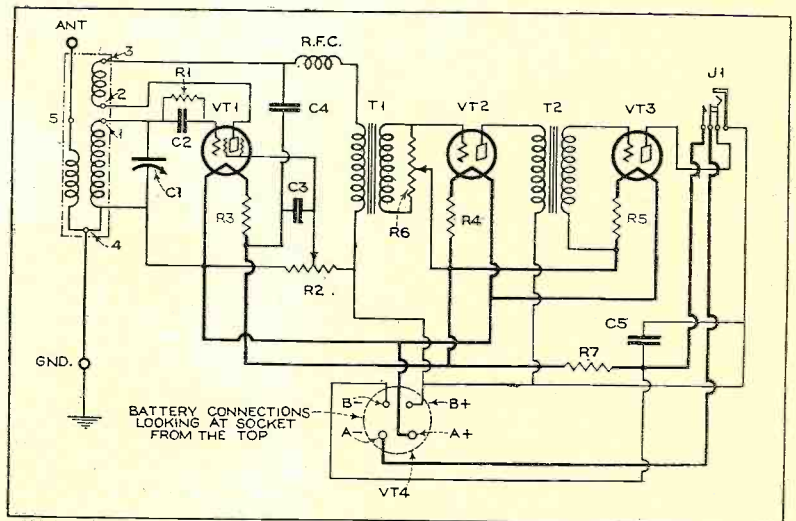 ANT
3
R.F.C.
J1
R1
VT1
C4
T1
VT2
T2
VT3
2
5
1
C2
C1
C3
R3
R4
R5
R6
4
R2
C5
R7
GND.
B-
B+
BATTERY CONNECTIONS
LOOKING AT SOCKET
FROM THE TOP
A-
A+
VT4